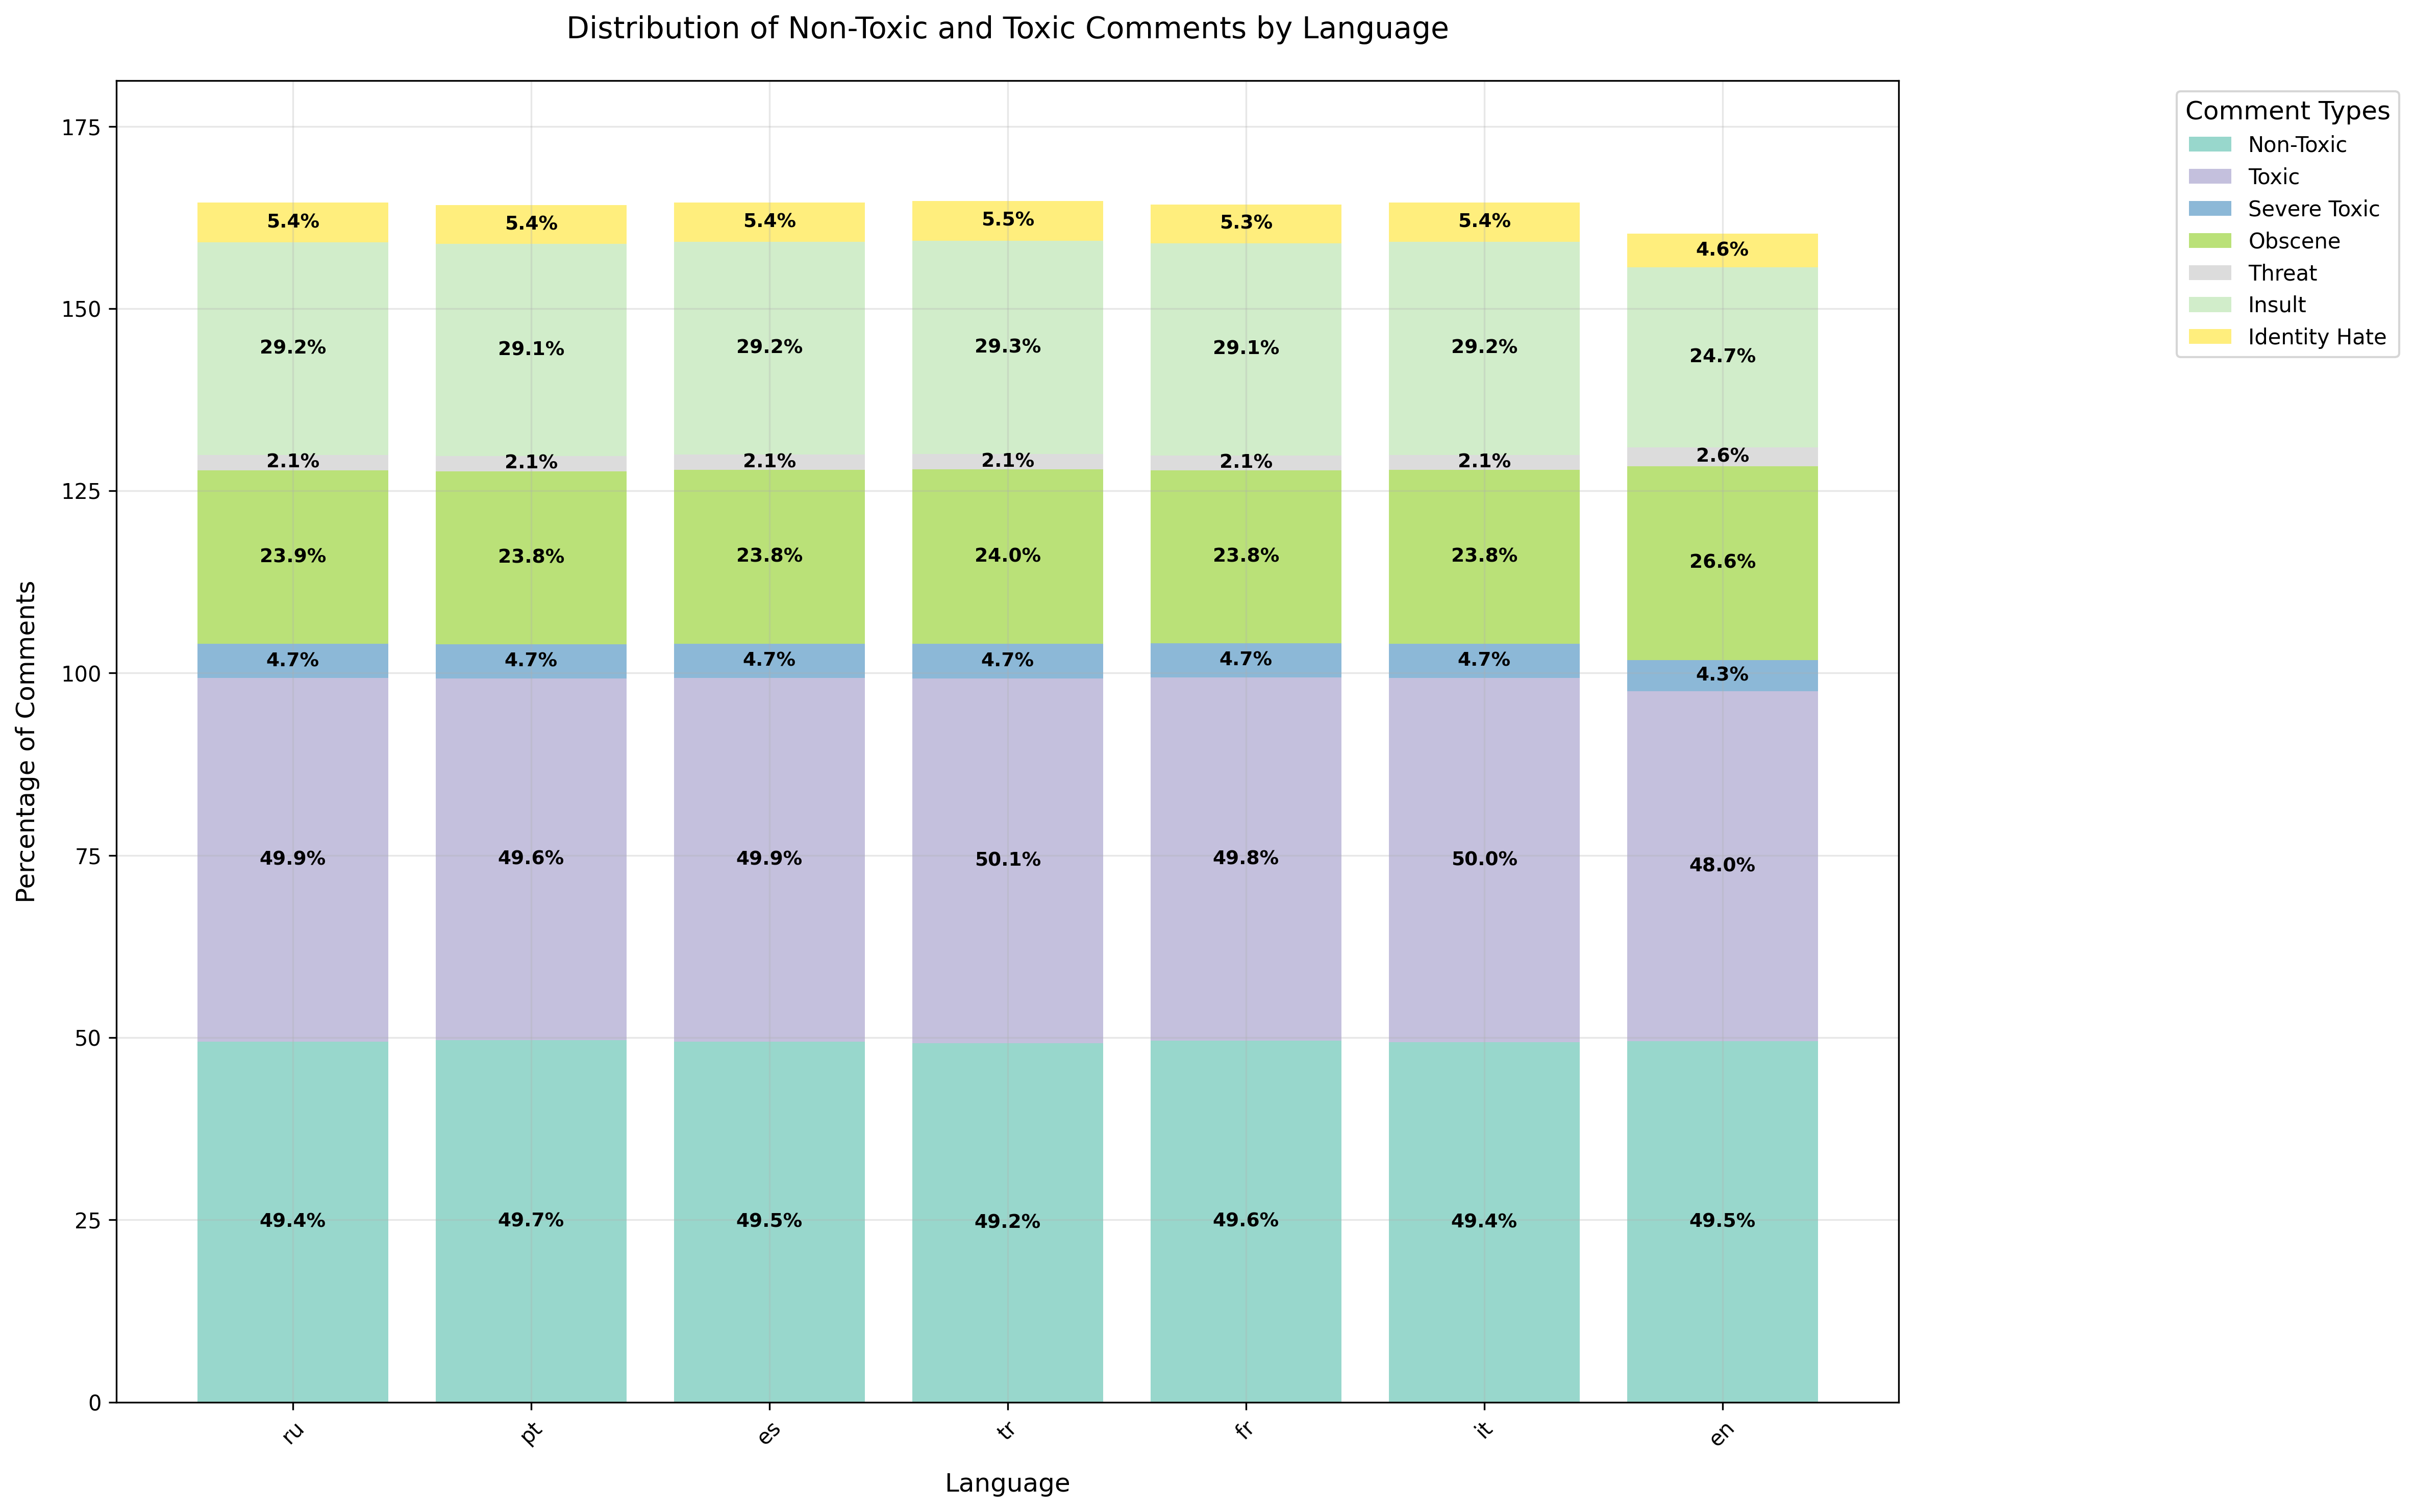 Distribution of Non-Toxic and Toxic Comments by Language
Percentage of Comments
175
150
125
100
75
50
25
0
5.4% 5.4% 5.4% 5.5% 5.3% 5.4% 4.6%
29.2% 29.1% 29.2% 29.3% 29.1% 29.2% 24.7%
2.1% 2.1% 2.1% 2.1% 2.1% 2.1% 2.6%
23.9% 23.8% 23.8% 24.0% 23.8% 23.8% 26.6%
4.7% 4.7% 4.7% 4.7% 4.7% 4.7% 4.3%
49.9% 49.6% 49.9% 50.1% 49.8% 50.0% 48.0%
49.4% 49.7% 49.5% 49.2% 49.6% 49.4% 49.5%
ru pt es tr fr it en
Language
Comment Types
Non-Toxic
Toxic
Severe Toxic
Obscene
Threat
Insult
Identity Hate